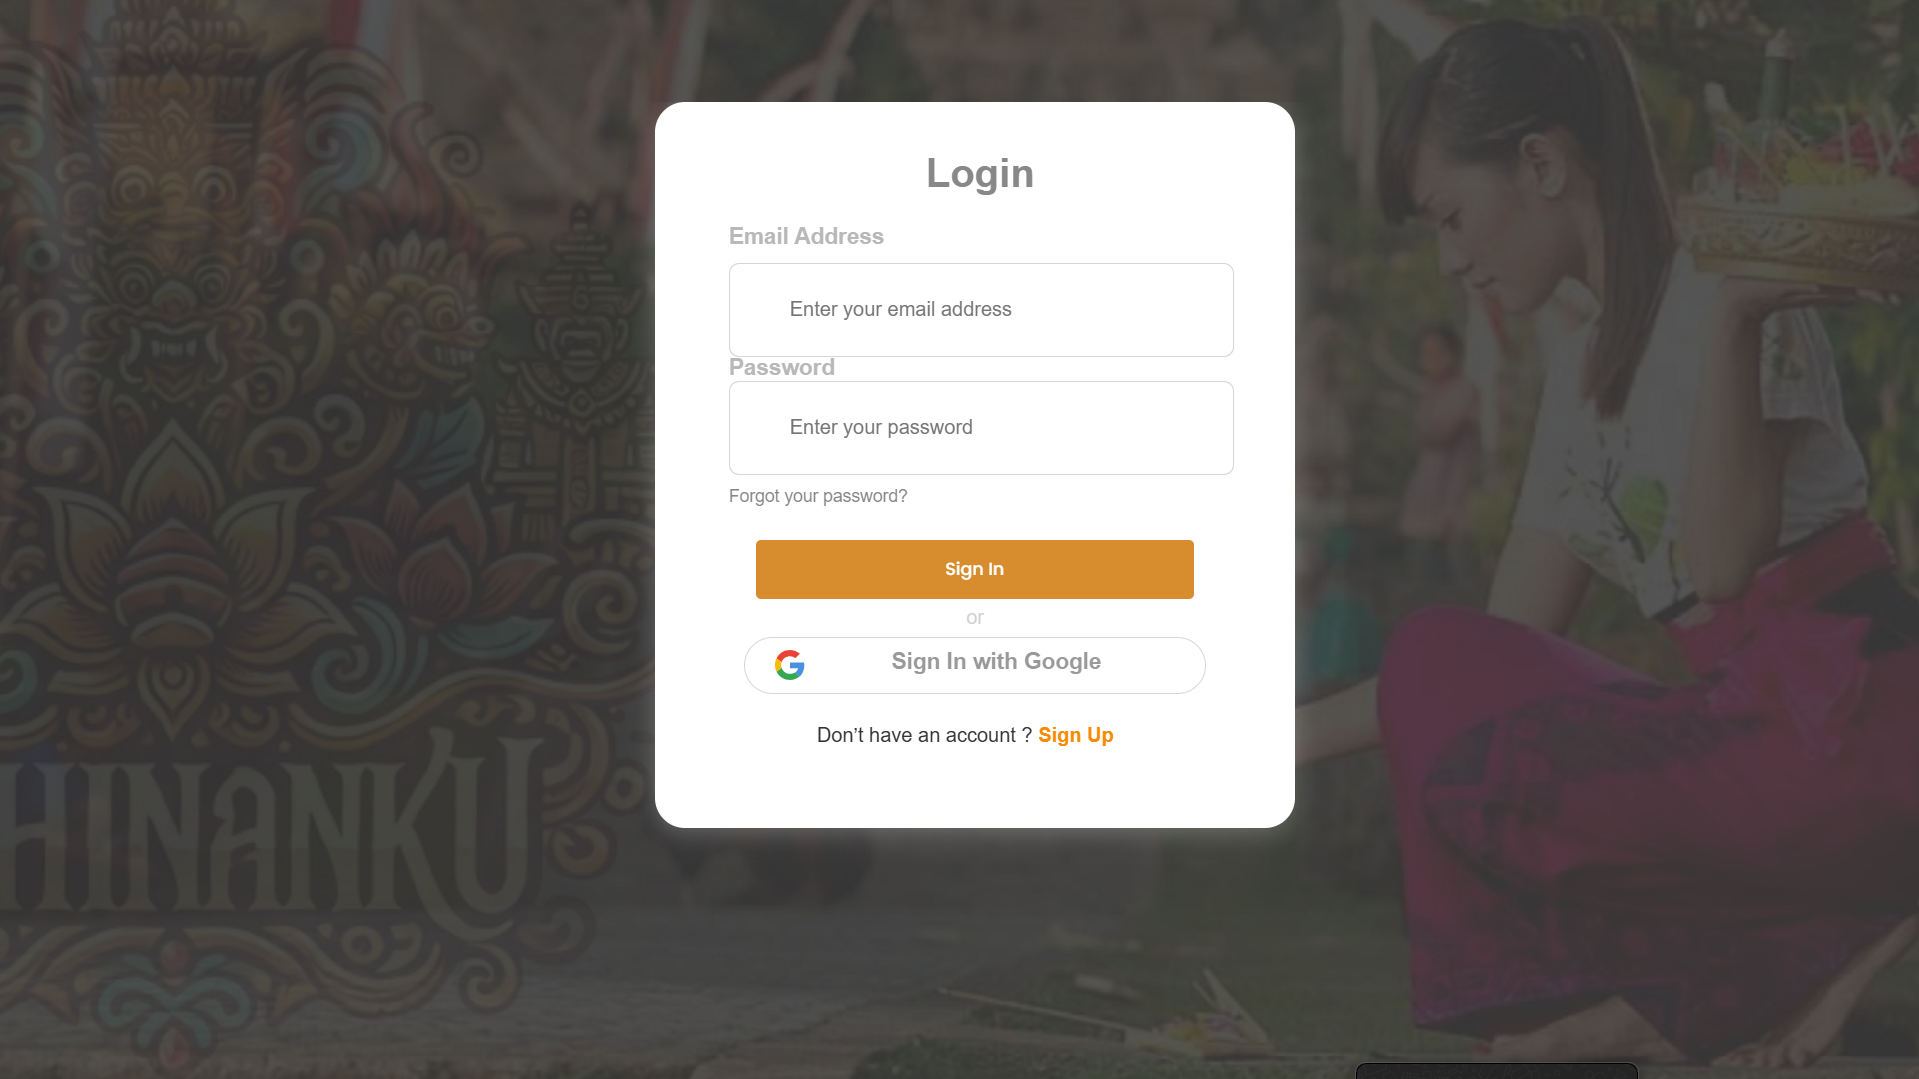 Login
Email Address
Enter your email address
Password
Enter your password
Forgot your password?
Sign In
or
Sign In with Google
Don’t have an account ? Sign Up
HINANKU